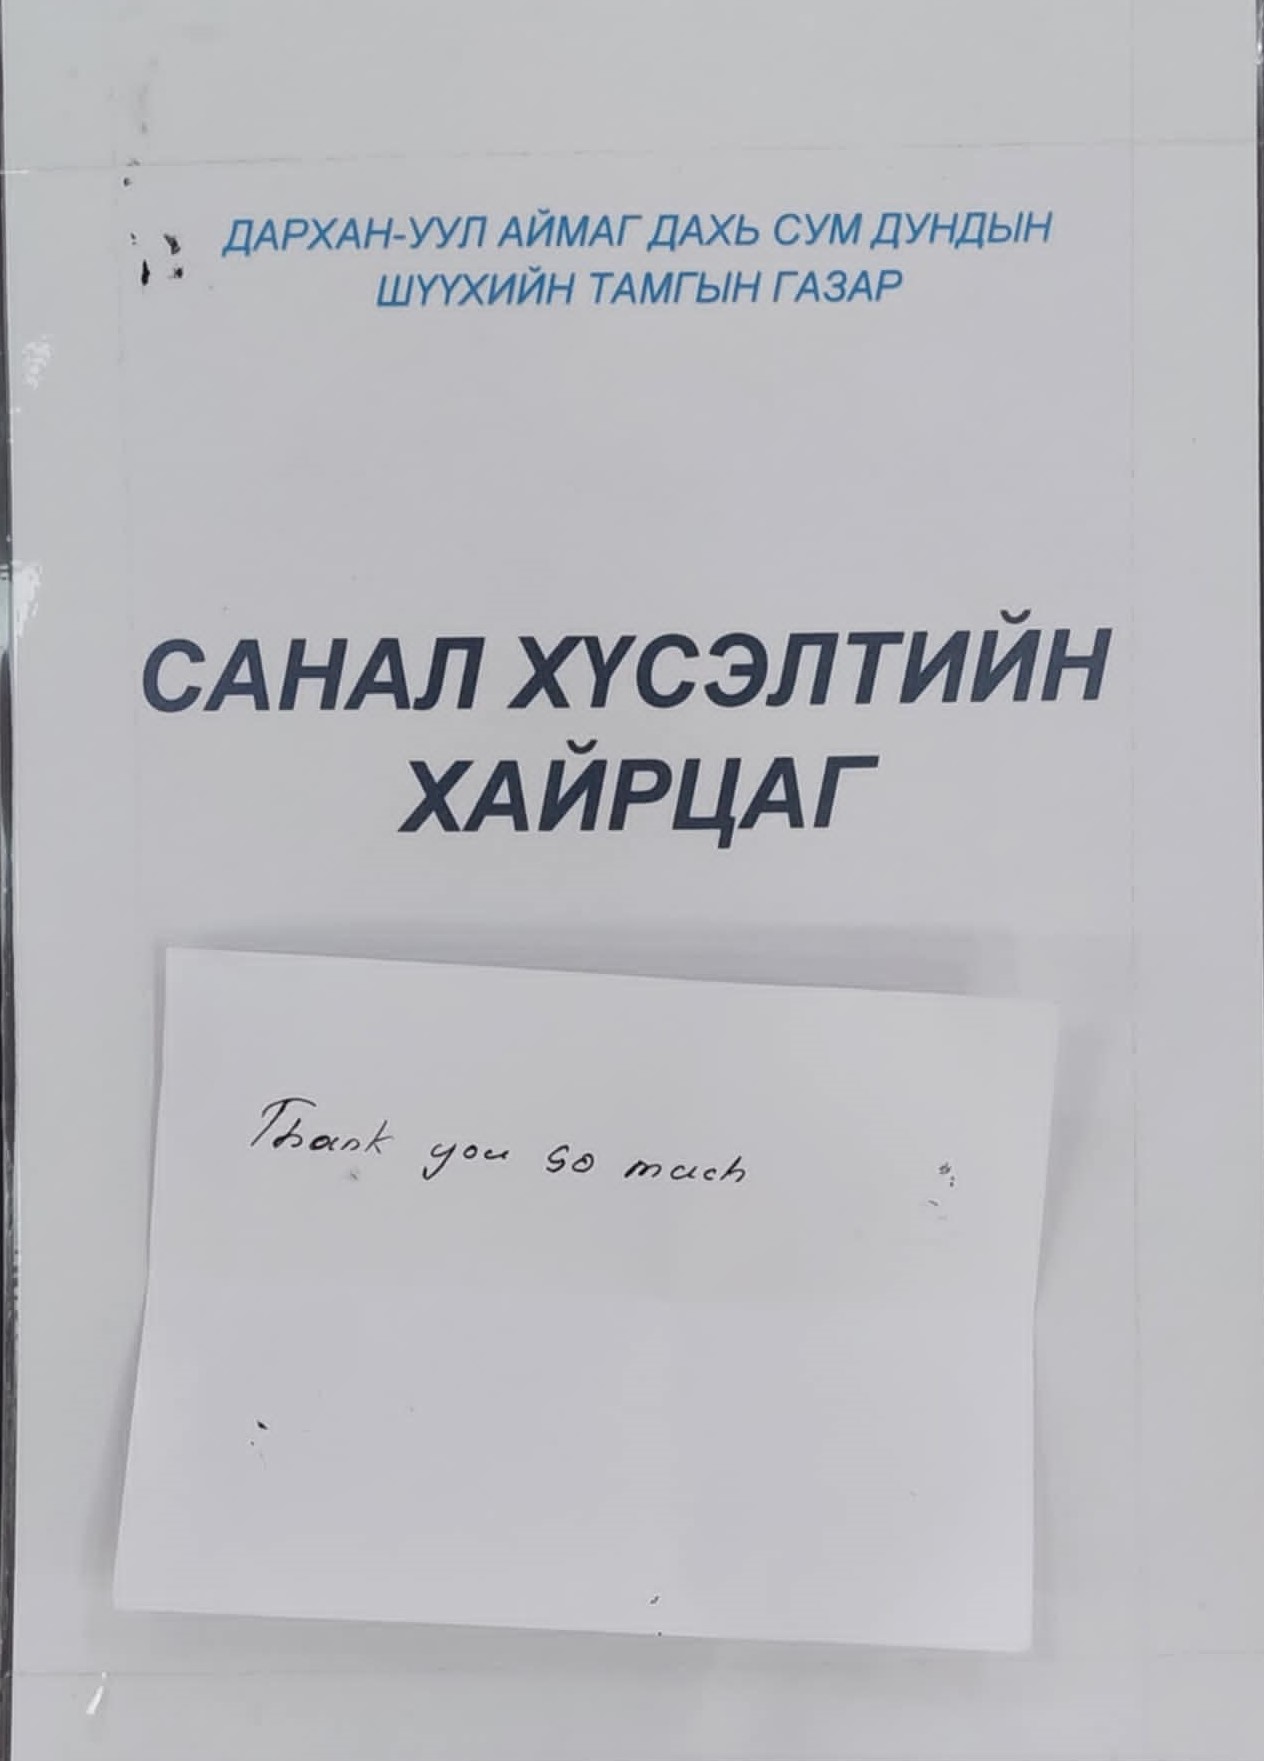 ДАРХАН-УУЛ АЙМАГ ДАХЬ СУМ ДУНДЫН
ШҮҮХИЙН ТАМГЫН ГАЗАР
САНАЛ ХҮСЭЛТИЙН
ХАЙРЦАГ
Thank you so much